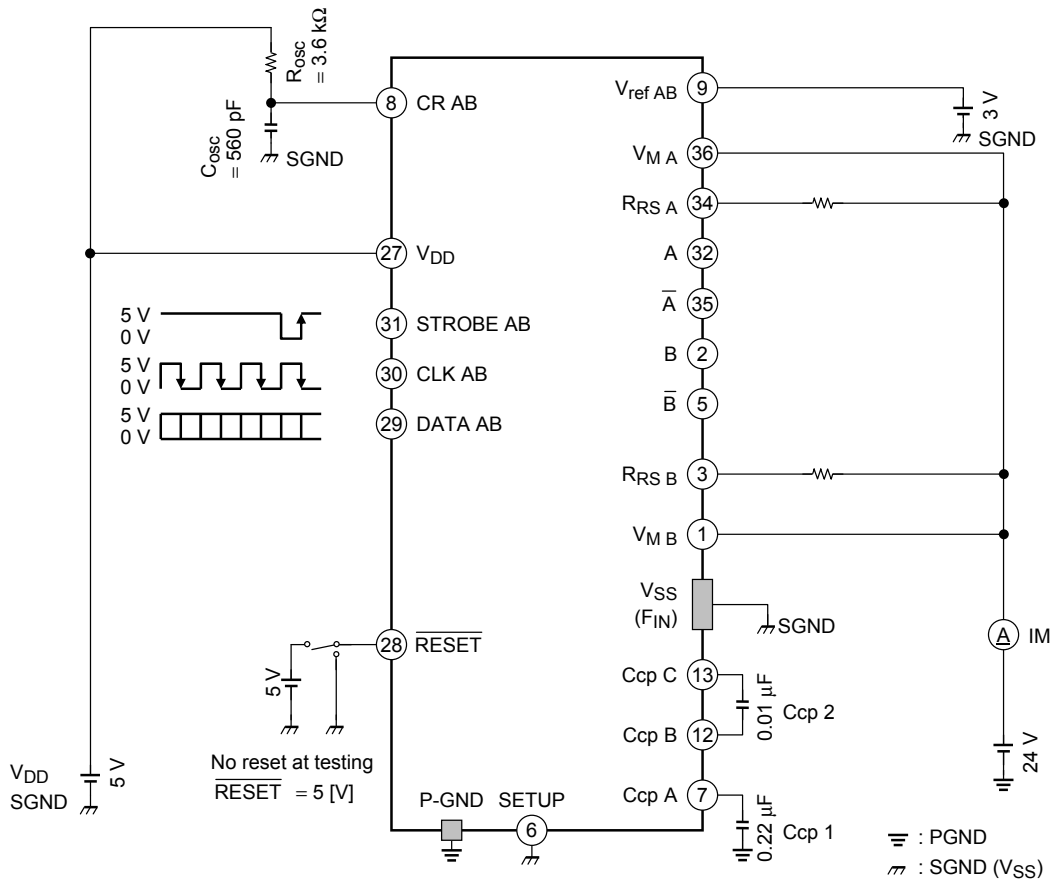 Rosc
= 3.6 kΩ
Cosc
= 560 pF
SGND
8 CR AB
27 VDD
5 V
0 V
31 STROBE AB
5 V
0 V
30 CLK AB
5 V
0 V
29 DATA AB
28 RESET
5 V
No reset at testing
RESET = 5 [V]
VDD
SGND
5 V
P-GND
SETUP
6
Vref AB 9
3 V
SGND
VM A 36
RRS A 34
A 32
A 35
B 2
B 5
RRS B 3
VM B 1
VSS
(FIN)
SGND
A IM
Ccp C 13
0.01 µF
Ccp 2
Ccp B 12
Ccp A 7
0.22 µF
Ccp 1
24 V
: PGND
: SGND (VSS)